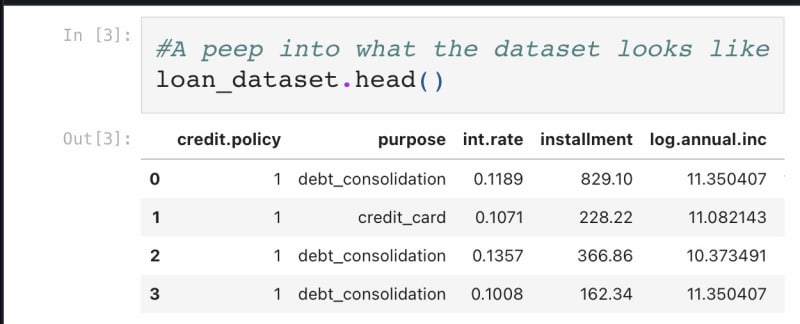 In [3]: #A peep into what the dataset looks like
loan_dataset.head()
Out[3]: credit.policy purpose int.rate installment log.annual.inc
0 1 debt_consolidation 0.1189 829.10 11.350407
1 1 credit_card 0.1071 228.22 11.082143
2 1 debt_consolidation 0.1357 366.86 10.373491
3 1 debt_consolidation 0.1008 162.34 11.350407